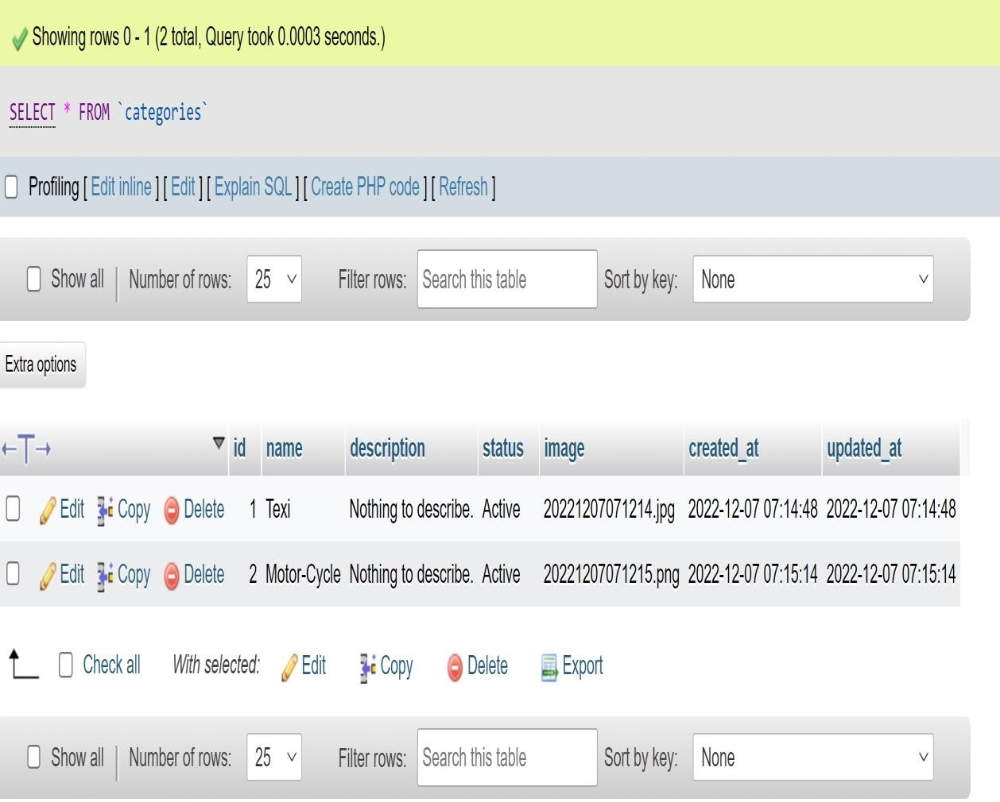 Showing rows 0 - 1 (2 total, Query took 0.0003 seconds.)
SELECT * FROM `categories`
Profiling [ Edit inline ] [ Edit ] [ Explain SQL ] [ Create PHP code ] [ Refresh ]
Show all Number of rows: 25 Filter rows: Search this table Sort by key: None
Extra options
←T→ id name description status image created_at updated_at
Edit Copy Delete 1 Texi Nothing to describe. Active 20221207071214.jpg 2022-12-07 07:14:48 2022-12-07 07:14:48
Edit Copy Delete 2 Motor-Cycle Nothing to describe. Active 20221207071215.png 2022-12-07 07:15:14 2022-12-07 07:15:14
Check all With selected: Edit Copy Delete Export
Show all Number of rows: 25 Filter rows: Search this table Sort by key: None